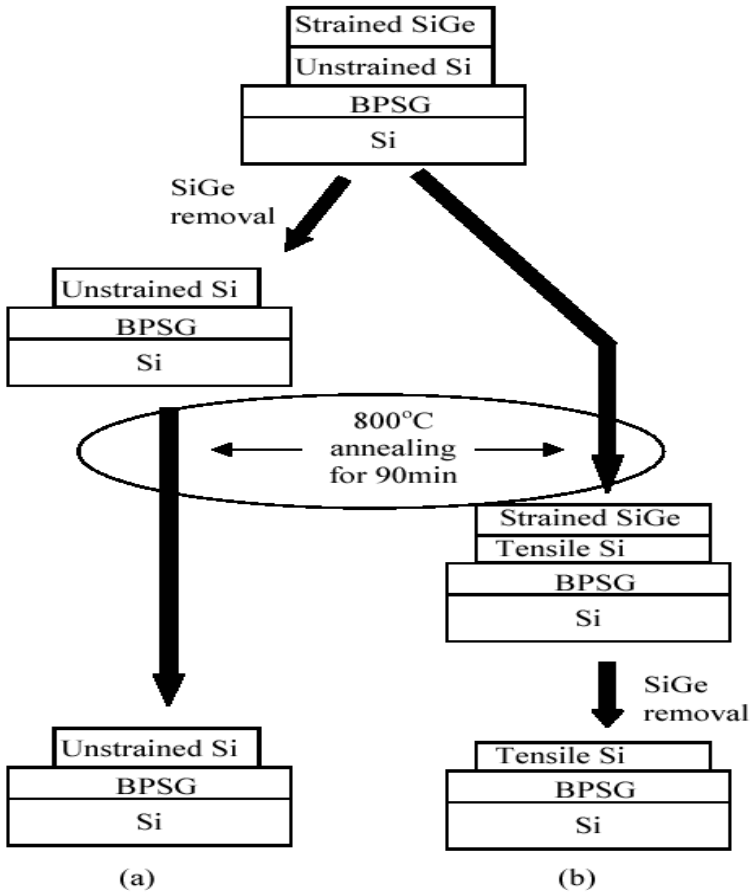 Strained SiGe
Unstrained Si
BPSG
Si
SiGe
removal
Unstrained Si
BPSG
Si
800°C
annealing
for 90min
Strained SiGe
Tensile Si
BPSG
Si
SiGe
removal
Unstrained Si
BPSG
Si
Tensile Si
BPSG
Si
(a)
(b)